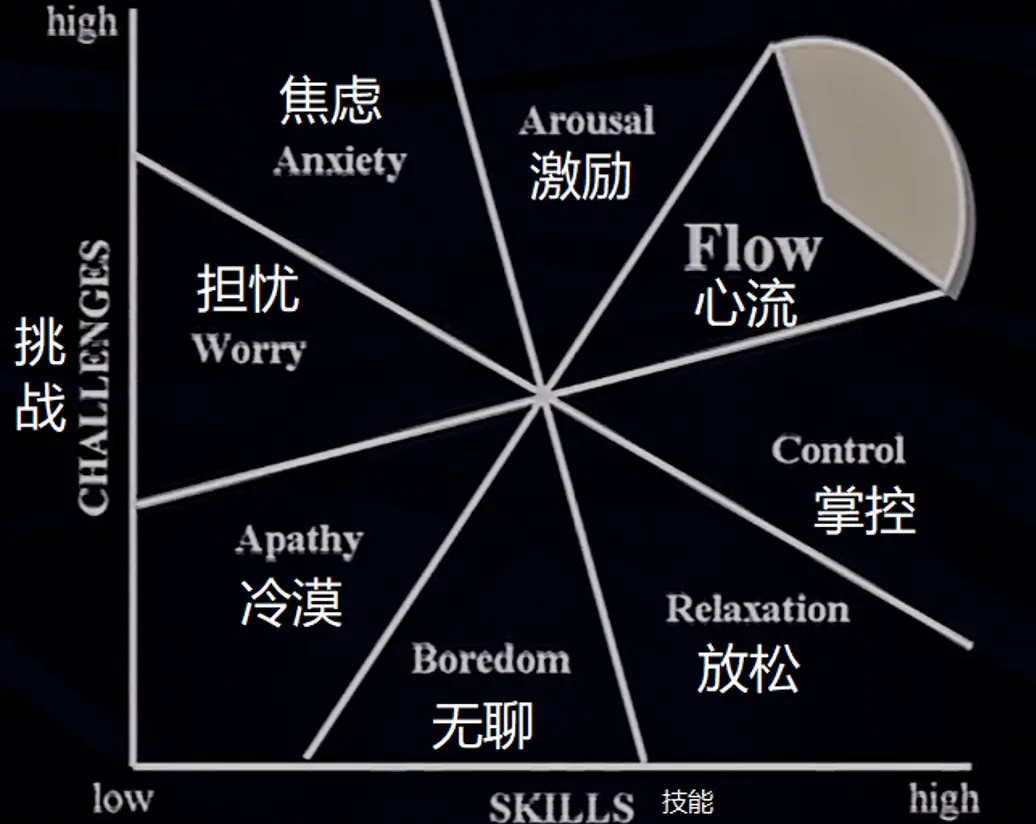 high
焦虑
Anxiety
Arousal
激励
Flow
心流
担忧
Worry
挑战
CHALLENGES
Control
掌控
Apathy
冷漠
Relaxation
放松
Boredom
无聊
low
SKILLS 技能
high